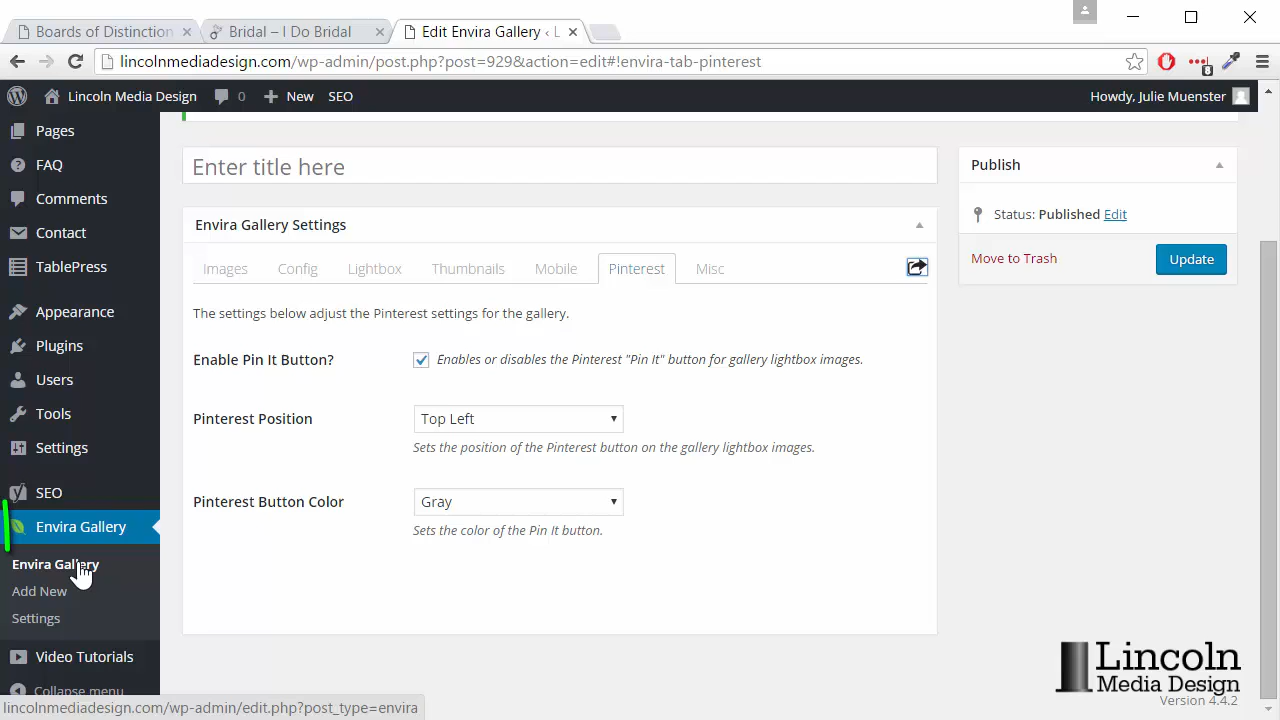 Boards of Distinction
Bridal – I Do Bridal
Edit Envira Gallery ‹ L
lincolnmediadesign.com/wp-admin/post.php?post=929&action=edit#!envira-tab-pinterest
8
Lincoln Media Design
0
New
SEO
Howdy, Julie Muenster
Pages
FAQ
Comments
Contact
TablePress
Appearance
Plugins
Users
Tools
Settings
SEO
Envira Gallery
Envira Gallery
Add New
Settings
Video Tutorials
Collapse menu
Enter title here
Envira Gallery Settings
Images
Config
Lightbox
Thumbnails
Mobile
Pinterest
Misc
The settings below adjust the Pinterest settings for the gallery.
Enable Pin It Button?
Enables or disables the Pinterest "Pin It" button for gallery lightbox images.
Pinterest Position
Top Left
Sets the position of the Pinterest button on the gallery lightbox images.
Pinterest Button Color
Gray
Sets the color of the Pin It button.
Publish
Status: Published Edit
Move to Trash
Update
Lincoln
Media Design
Version 4.4.2
lincolnmediadesign.com/wp-admin/edit.php?post_type=envira